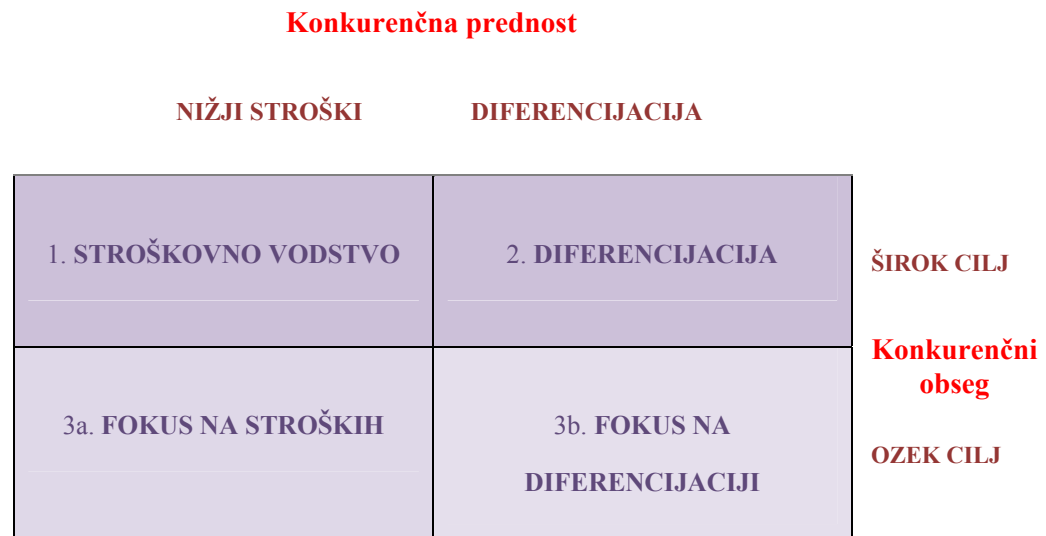 Konkurenčna prednost
NIŽJI STROŠKI DIFERENCIJACIJA
1. STROŠKOVNO VODSTVO
2. DIFERENCIJACIJA
ŠIROK CILJ
Konkurenčni
obseg
3a. FOKUS NA STROŠKIH
3b. FOKUS NA
DIFERENCIJACIJI
OZEK CILJ